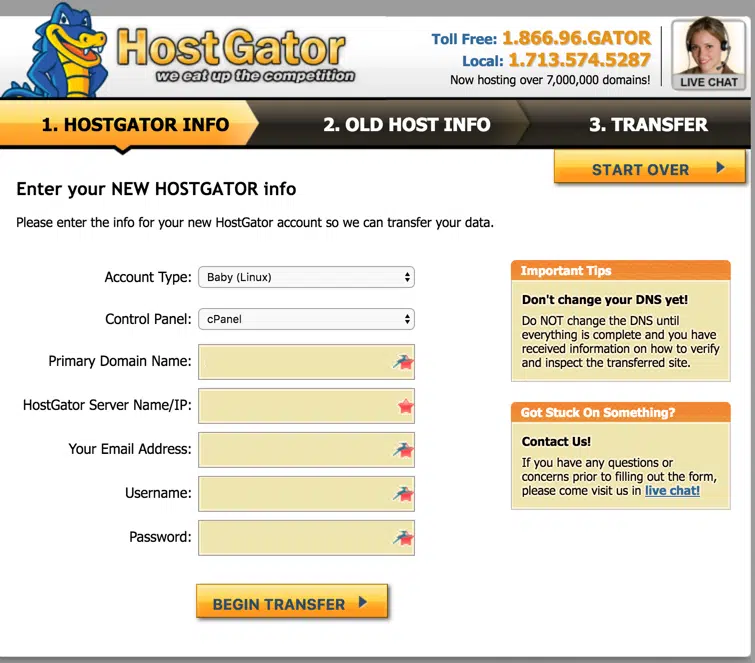 HostGator
we eat up the competition
Toll Free: 1.866.96.GATOR
Local: 1.713.574.5287
Now hosting over 7,000,000 domains!
LIVE CHAT
1. HOSTGATOR INFO
2. OLD HOST INFO
3. TRANSFER
START OVER
Enter your NEW HOSTGATOR info
Please enter the info for your new HostGator account so we can transfer your data.
Account Type: Baby (Linux)
Control Panel: cPanel
Primary Domain Name:
HostGator Server Name/IP:
Your Email Address:
Username:
Password:
BEGIN TRANSFER
Important Tips
Don't change your DNS yet!
Do NOT change the DNS until
everything is complete and you have
received information on how to verify
and inspect the transferred site.
Got Stuck On Something?
Contact Us!
If you have any questions or
concerns prior to filling out the form,
please come visit us in live chat!